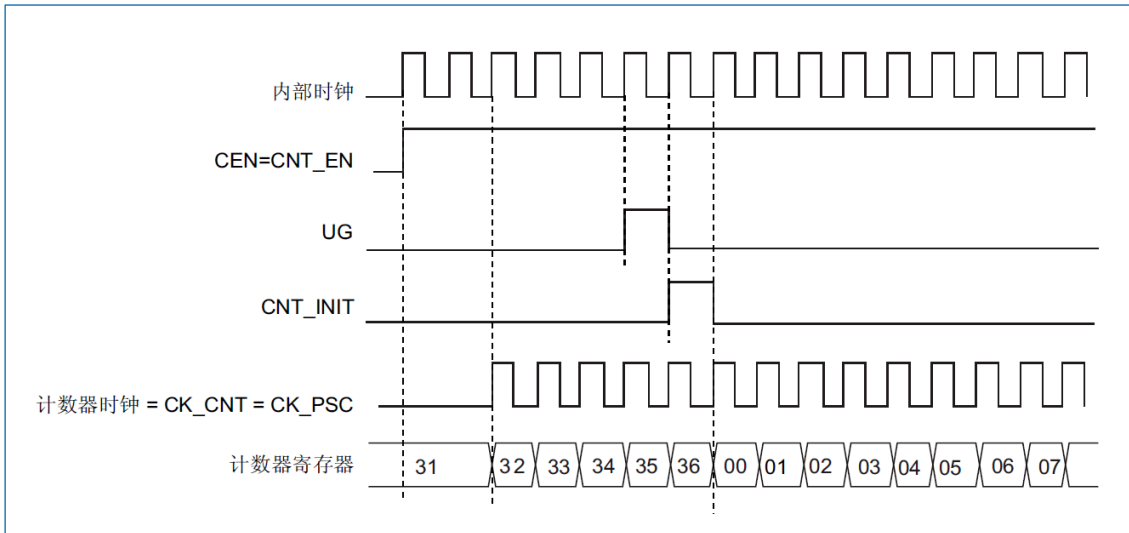 内部时钟
CEN=CNT_EN
UG
CNT_INIT
计数器时钟 = CK_CNT = CK_PSC
计数器寄存器 31 32 33 34 35 36 00 01 02 03 04 05 06 07